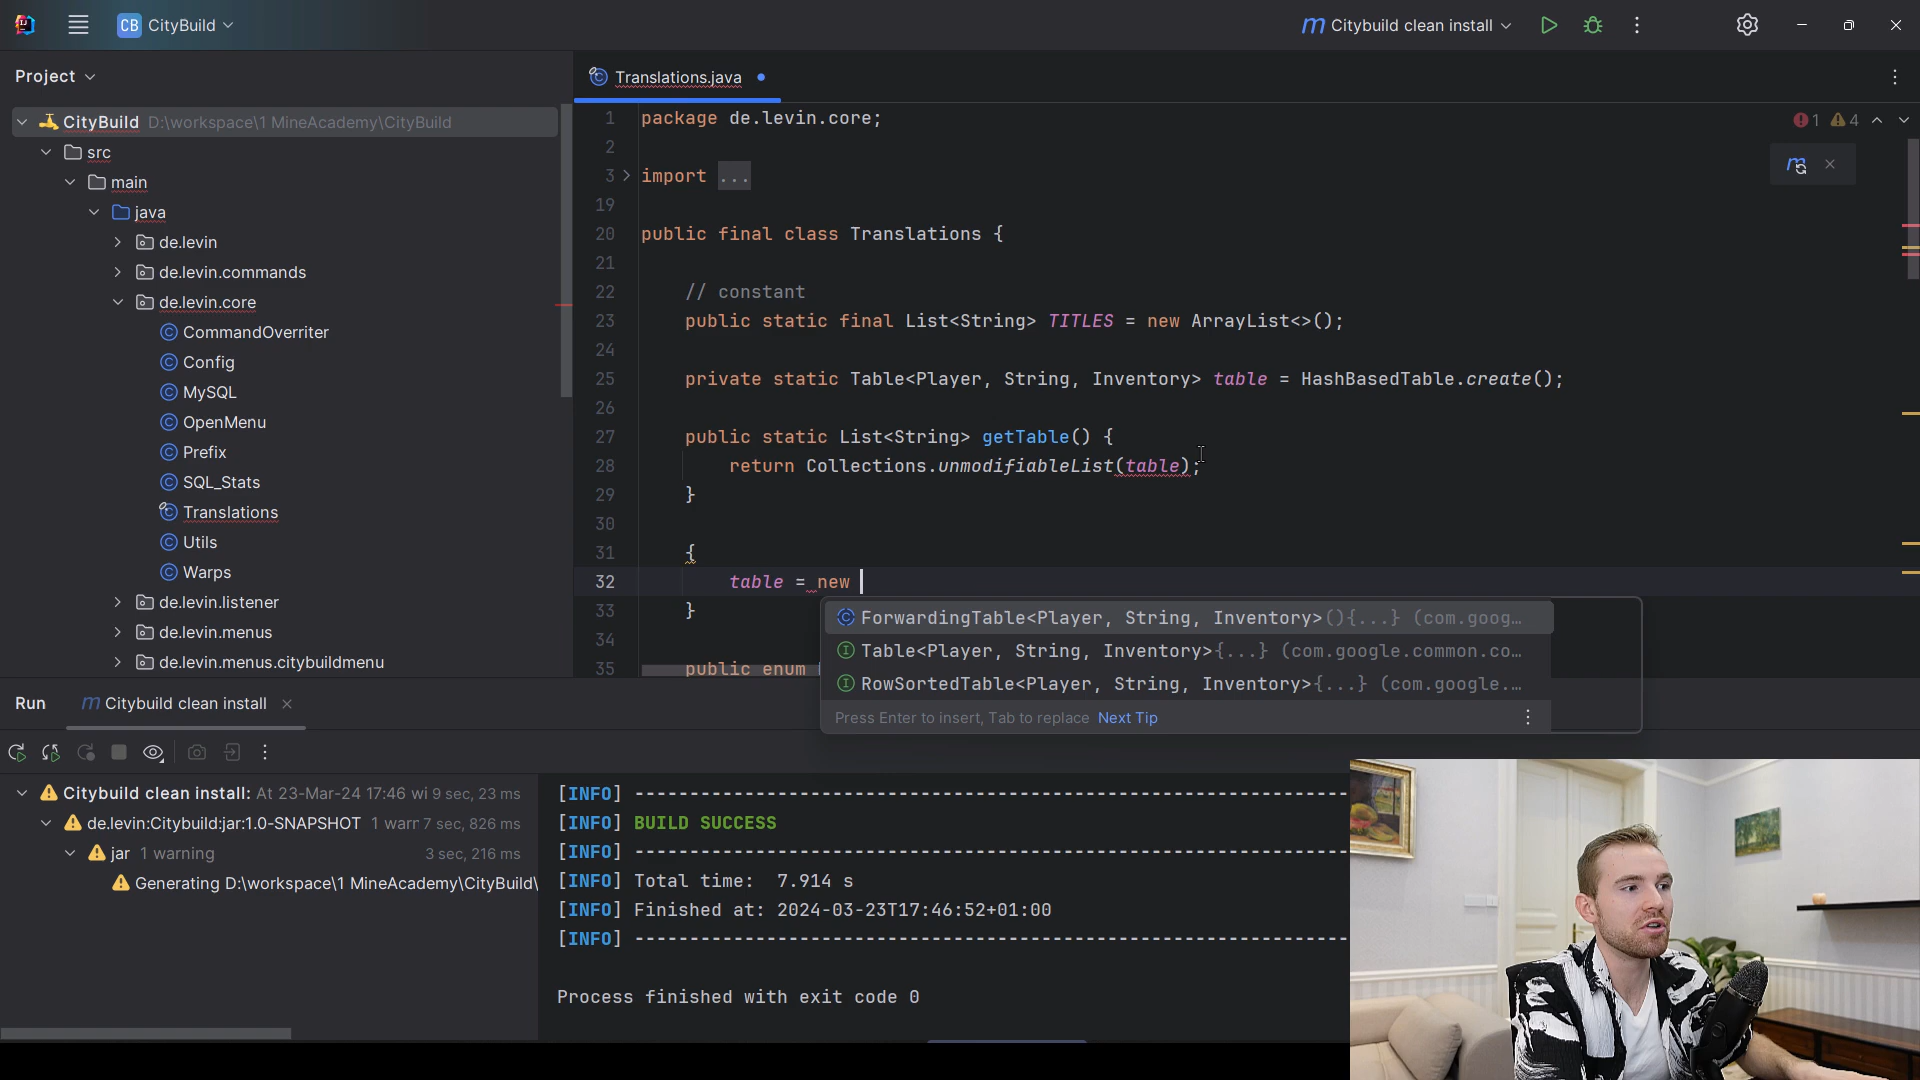 CB CityBuild
Citybuild clean install
Project
Translations.java
CityBuild D:\workspace\1 MineAcademy\CityBuild
src
main
java
de.levin
de.levin.commands
de.levin.core
CommandOverriter
Config
MySQL
OpenMenu
Prefix
SQL_Stats
Translations
Utils
Warps
de.levin.listener
de.levin.menus
de.levin.menus.citybuildmenu
1 package de.levin.core;
2
3 import ...
19
20 public final class Translations {
21
22 // constant
23 public static final List<String> TITLES = new ArrayList<>();
24
25 private static Table<Player, String, Inventory> table = HashBasedTable.create();
26
27 public static List<String> getTable() {
28 return Collections.unmodifiableList(table);
29 }
30
31 {
32 table = new
33 }
34
35 public enum
1 4
ForwardingTable<Player, String, Inventory>(){...} (com.goog...
Table<Player, String, Inventory>{...} (com.google.common.co...
RowSortedTable<Player, String, Inventory>{...} (com.google....
Press Enter to insert, Tab to replace Next Tip
Run Citybuild clean install
Citybuild clean install: At 23-Mar-24 17:46 wi 9 sec, 23 ms
de.levin:Citybuild:jar:1.0-SNAPSHOT 1 warr 7 sec, 826 ms
jar 1 warning 3 sec, 216 ms
Generating D:\workspace\1 MineAcademy\CityBuild\
[INFO] ------------------------------------------------------------------------
[INFO] BUILD SUCCESS
[INFO] ------------------------------------------------------------------------
[INFO] Total time: 7.914 s
[INFO] Finished at: 2024-03-23T17:46:52+01:00
[INFO] ------------------------------------------------------------------------
Process finished with exit code 0